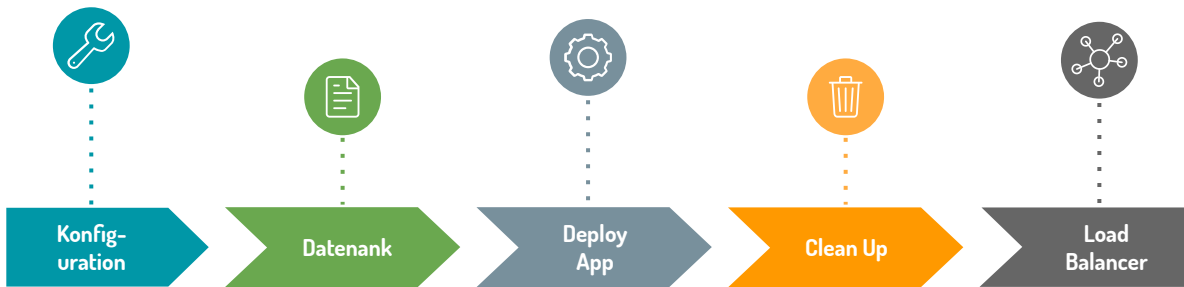 Konfig-
uration
Datenank
Deploy
App
Clean Up
Load
Balancer